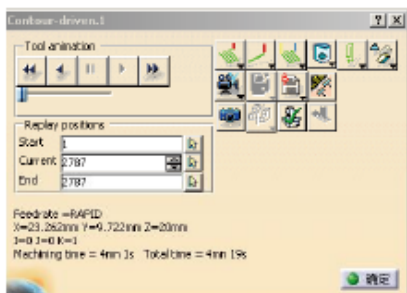 Contour-driven.1
Tool animation
Replay positions
Start 1
Current 2787
End 2787
Feedrate =RAPID
X=23.262mm Y=9.722mm Z=20mm
I=0 J=0 K=1
Machining time = 4mn 1s Total time = 4mn 19s
确定